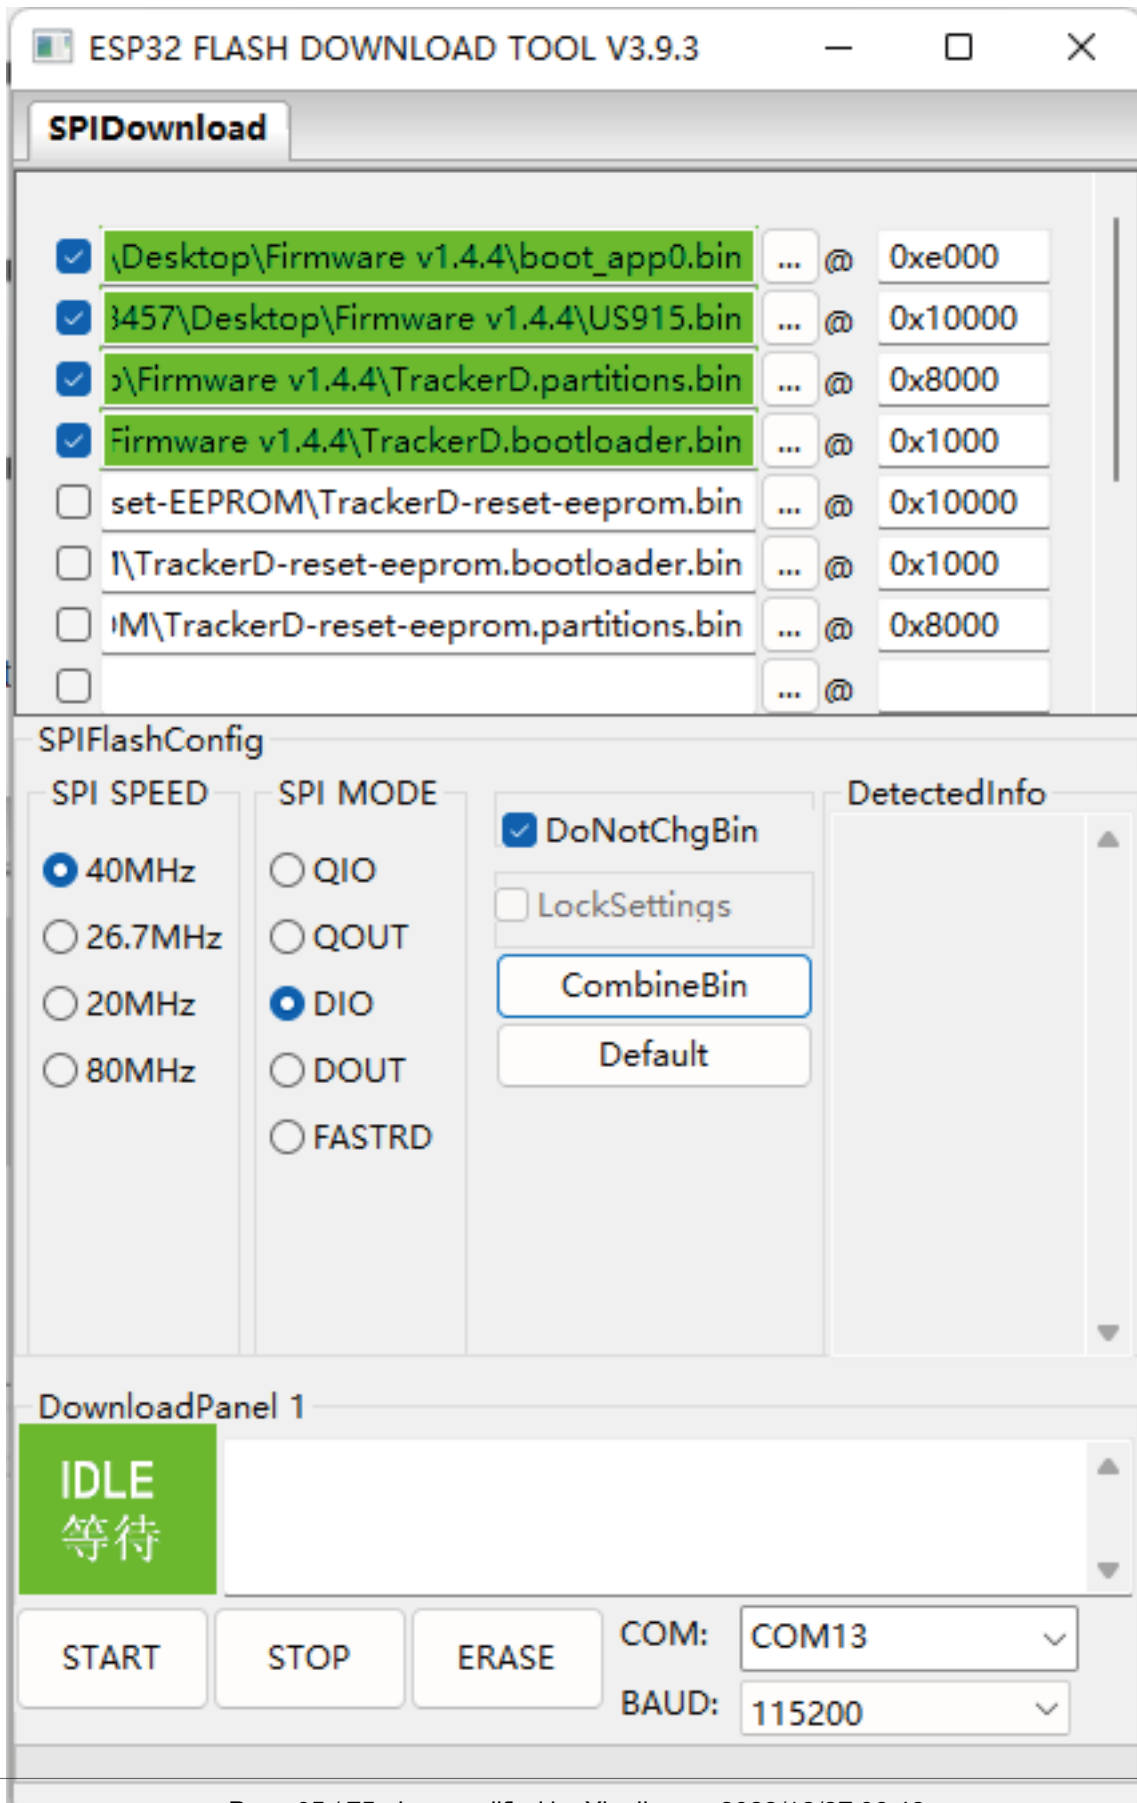 ESP32 FLASH DOWNLOAD TOOL V3.9.3
SPIDownload
\Desktop\Firmware v1.4.4\boot_app0.bin ... @ 0xe000
3457\Desktop\Firmware v1.4.4\US915.bin ... @ 0x10000
o\Firmware v1.4.4\TrackerD.partitions.bin ... @ 0x8000
Firmware v1.4.4\TrackerD.bootloader.bin ... @ 0x1000
set-EEPROM\TrackerD-reset-eeprom.bin ... @ 0x10000
\TrackerD-reset-eeprom.bootloader.bin ... @ 0x1000
M\TrackerD-reset-eeprom.partitions.bin ... @ 0x8000
... @
SPIFlashConfig
SPI SPEED
40MHz
26.7MHz
20MHz
80MHz
SPI MODE
QIO
QOUT
DIO
DOUT
FASTRD
DoNotChgBin
LockSettings
CombineBin
Default
DetectedInfo
DownloadPanel 1
IDLE
等待
START STOP ERASE
COM: COM13
BAUD: 115200